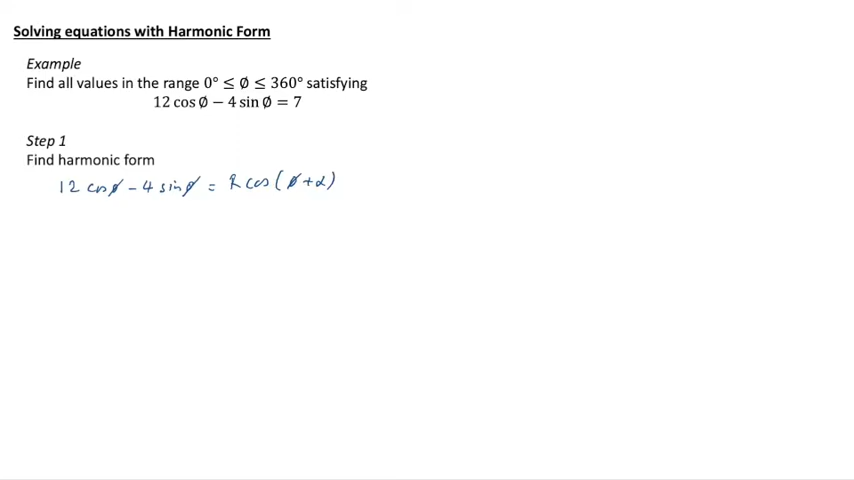 Solving equations with Harmonic Form
Example
Find all values in the range 0° ≤ ∅ ≤ 360° satisfying
12 cos ∅ − 4 sin ∅ = 7
Step 1
Find harmonic form
12 cos∅ − 4 sin∅ = R cos(∅+α)